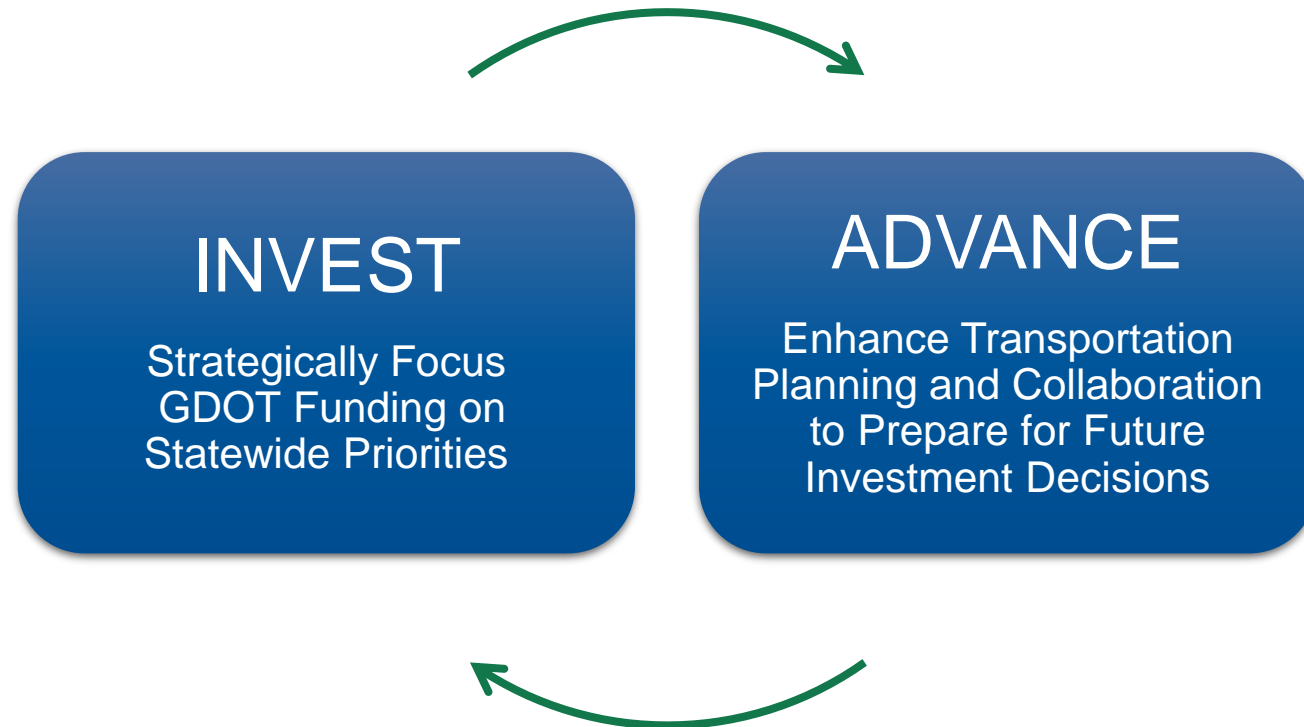 INVEST
Strategically Focus
GDOT Funding on
Statewide Priorities
ADVANCE
Enhance Transportation
Planning and Collaboration
to Prepare for Future
Investment Decisions